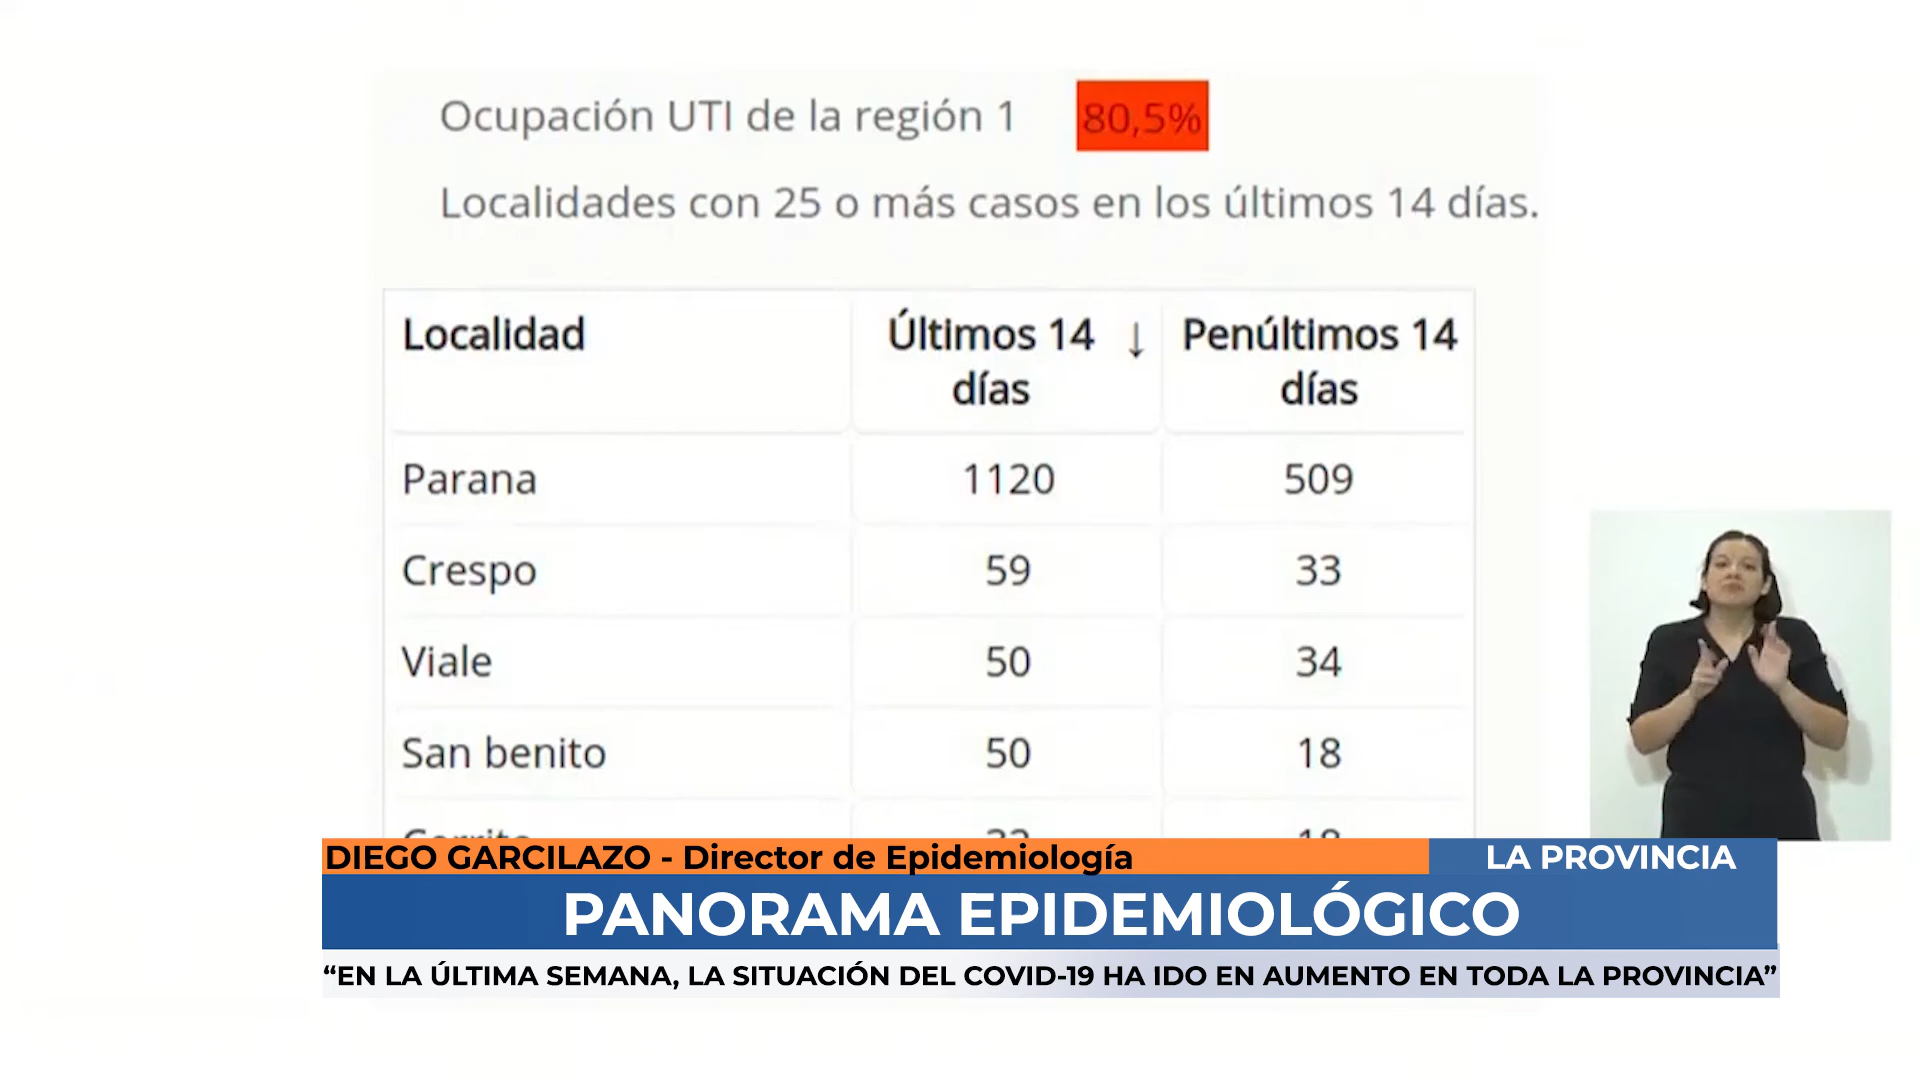 Ocupación UTI de la región 1 80,5%
Localidades con 25 o más casos en los últimos 14 días.
Localidad Últimos 14 días ↓ Penúltimos 14 días
Parana 1120 509
Crespo 59 33
Viale 50 34
San benito 50 18
DIEGO GARCILAZO - Director de Epidemiología
LA PROVINCIA
PANORAMA EPIDEMIOLÓGICO
“EN LA ÚLTIMA SEMANA, LA SITUACIÓN DEL COVID-19 HA IDO EN AUMENTO EN TODA LA PROVINCIA”